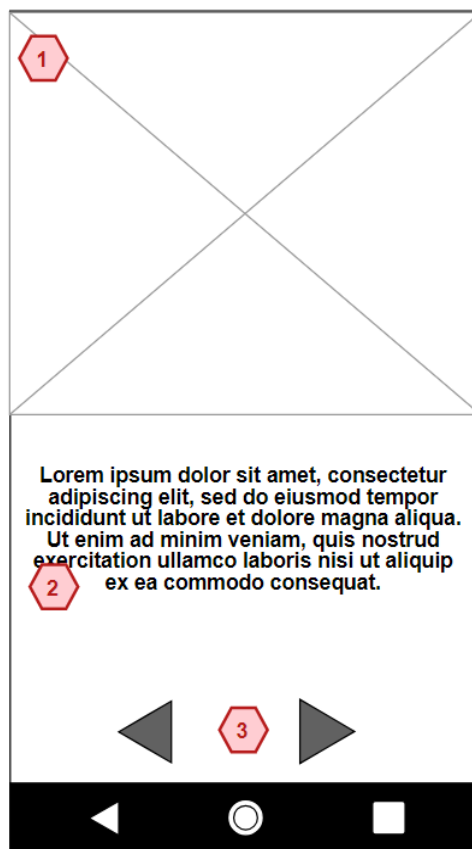 1
Lorem ipsum dolor sit amet, consectetur
adipiscing elit, sed do eiusmod tempor
incididunt ut labore et dolore magna aliqua.
Ut enim ad minim veniam, quis nostrud
exercitation ullamco laboris nisi ut aliquip
ex ea commodo consequat.
2
3